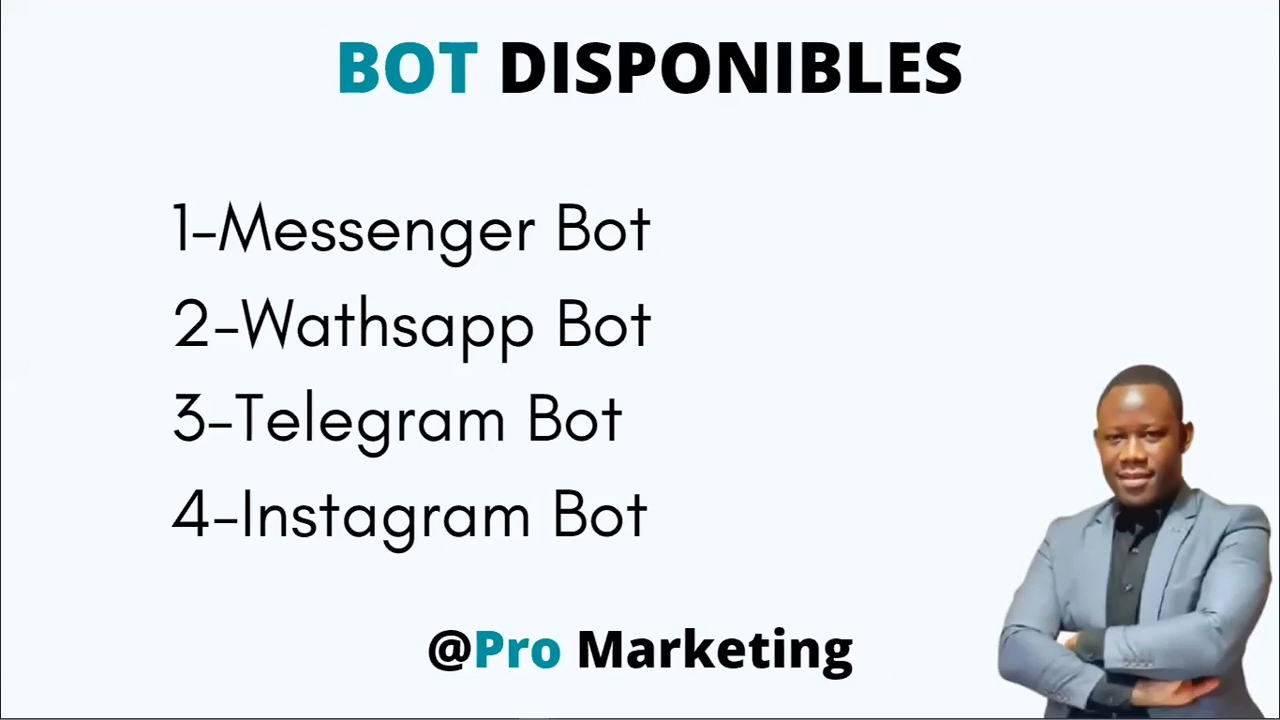 BOT DISPONIBLES
1-Messenger Bot
2-Wathsapp Bot
3-Telegram Bot
4-Instagram Bot
@Pro Marketing